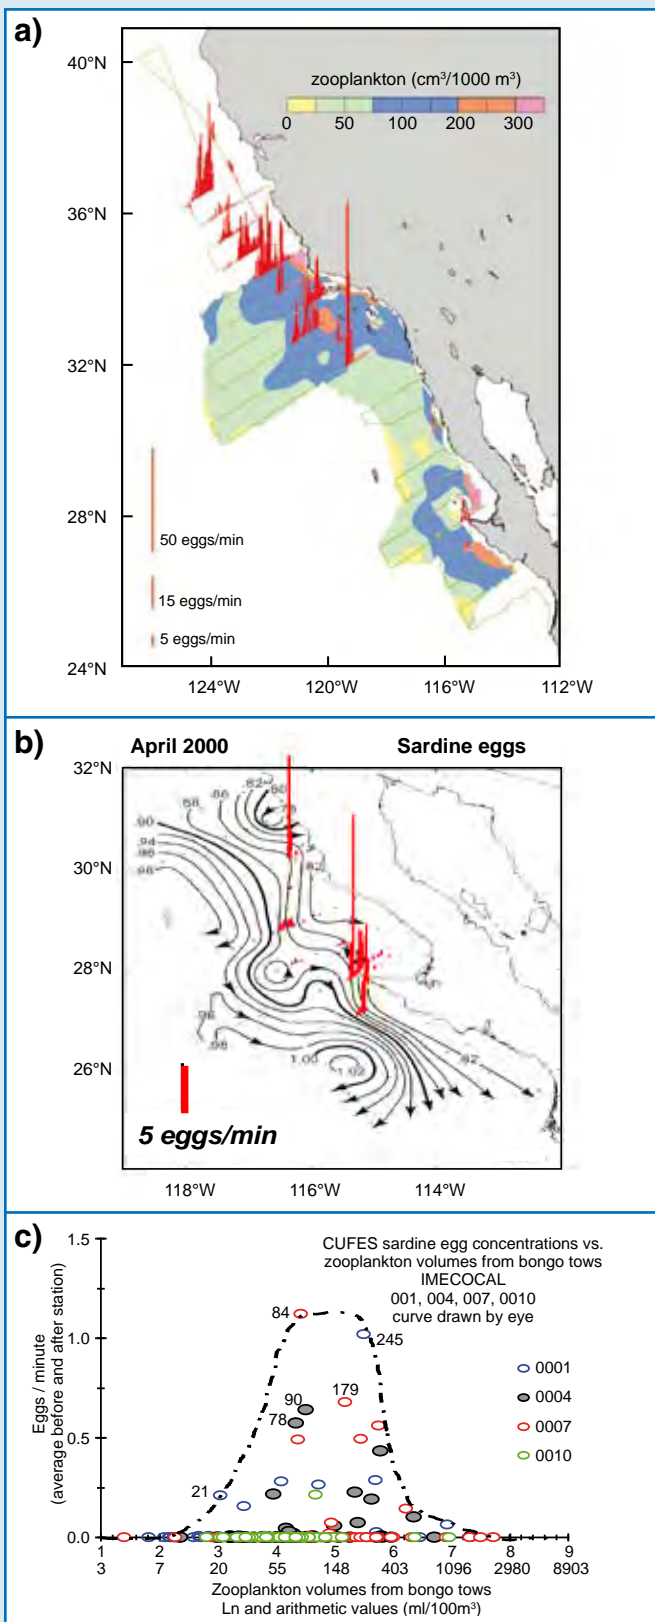 a)
40°N
zooplankton (cm³/1000 m³)
0 50 100 200 300
36°N
32°N
28°N
50 eggs/min
15 eggs/min
5 eggs/min
24°N
124°W 120°W 116°W 112°W
b)
April 2000 Sardine eggs
32°N
30°N
28°N
26°N
.90
.94
.96
.98
.86
.82
.82
.96
.98
1.00
1.02
.82
5 eggs/min
118°W 116°W 114°W
c)
1.5
1.0
0.5
0.0
Eggs / minute
(average before and after station)
CUFES sardine egg concentrations vs.
zooplankton volumes from bongo tows
IMECOCAL
001, 004, 007, 0010
curve drawn by eye
84
245
0001
0004
0007
0010
179
90
78
21
1 2 3 4 5 6 7 8 9
3 7 20 55 148 403 1096 2980 8903
Zooplankton volumes from bongo tows
Ln and arithmetic values (ml/100m³)